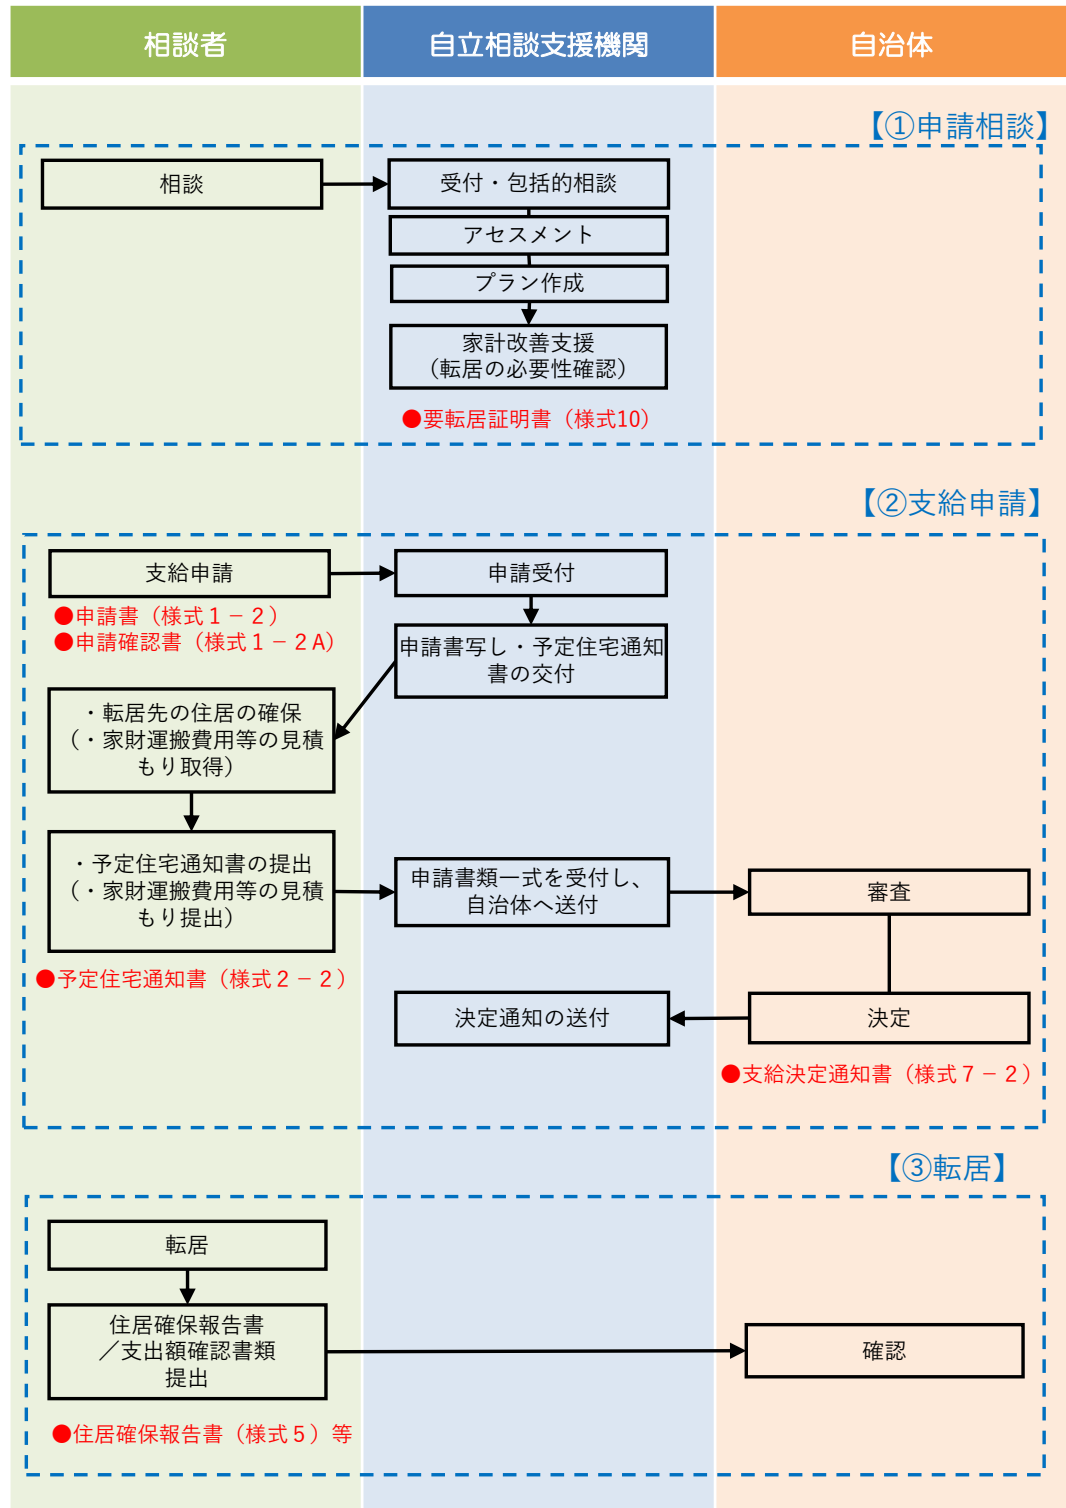 相談者
自立相談支援機関
自治体
【①申請相談】
相談
受付・包括的相談
アセスメント
プラン作成
家計改善支援
（転居の必要性確認）
●要転居証明書（様式10）
【②支給申請】
支給申請
申請受付
●申請書（様式１－２）
●申請確認書（様式１－２A）
申請書写し・予定住宅通知
書の交付
・転居先の住居の確保
（・家財運搬費用等の見積
もり取得）
・予定住宅通知書の提出
（・家財運搬費用等の見積
もり提出）
申請書類一式を受付し、
自治体へ送付
審査
●予定住宅通知書（様式２－２）
決定通知の送付
決定
●支給決定通知書（様式７－２）
【③転居】
転居
住居確保報告書
／支出額確認書類
提出
確認
●住居確保報告書（様式５）等